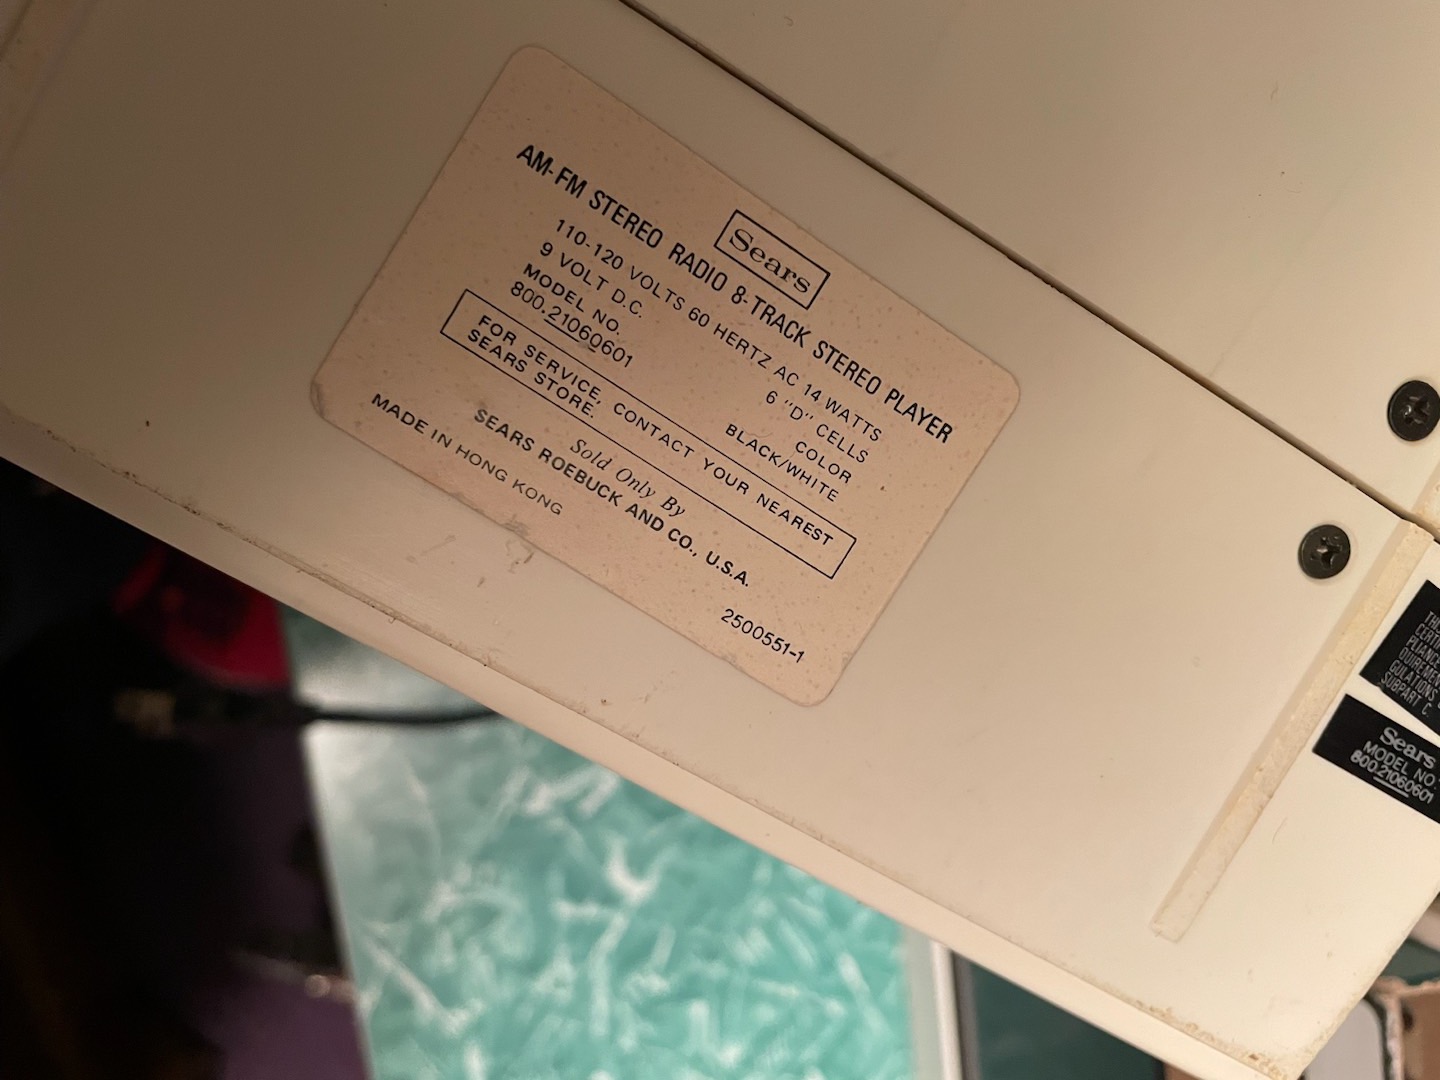 Sears
AM-FM STEREO RADIO 8-TRACK STEREO PLAYER
110-120 VOLTS 60 HERTZ AC 14 WATTS
9 VOLT D.C. 6 "D" CELLS
MODEL NO. COLOR
800.21060601 BLACK/WHITE
FOR SERVICE, CONTACT YOUR NEAREST
SEARS STORE.
Sold Only By
SEARS ROEBUCK AND CO., U.S.A.
MADE IN HONG KONG
2500551-1
SUBPART C.
Sears
MODEL NO.
800.21060601